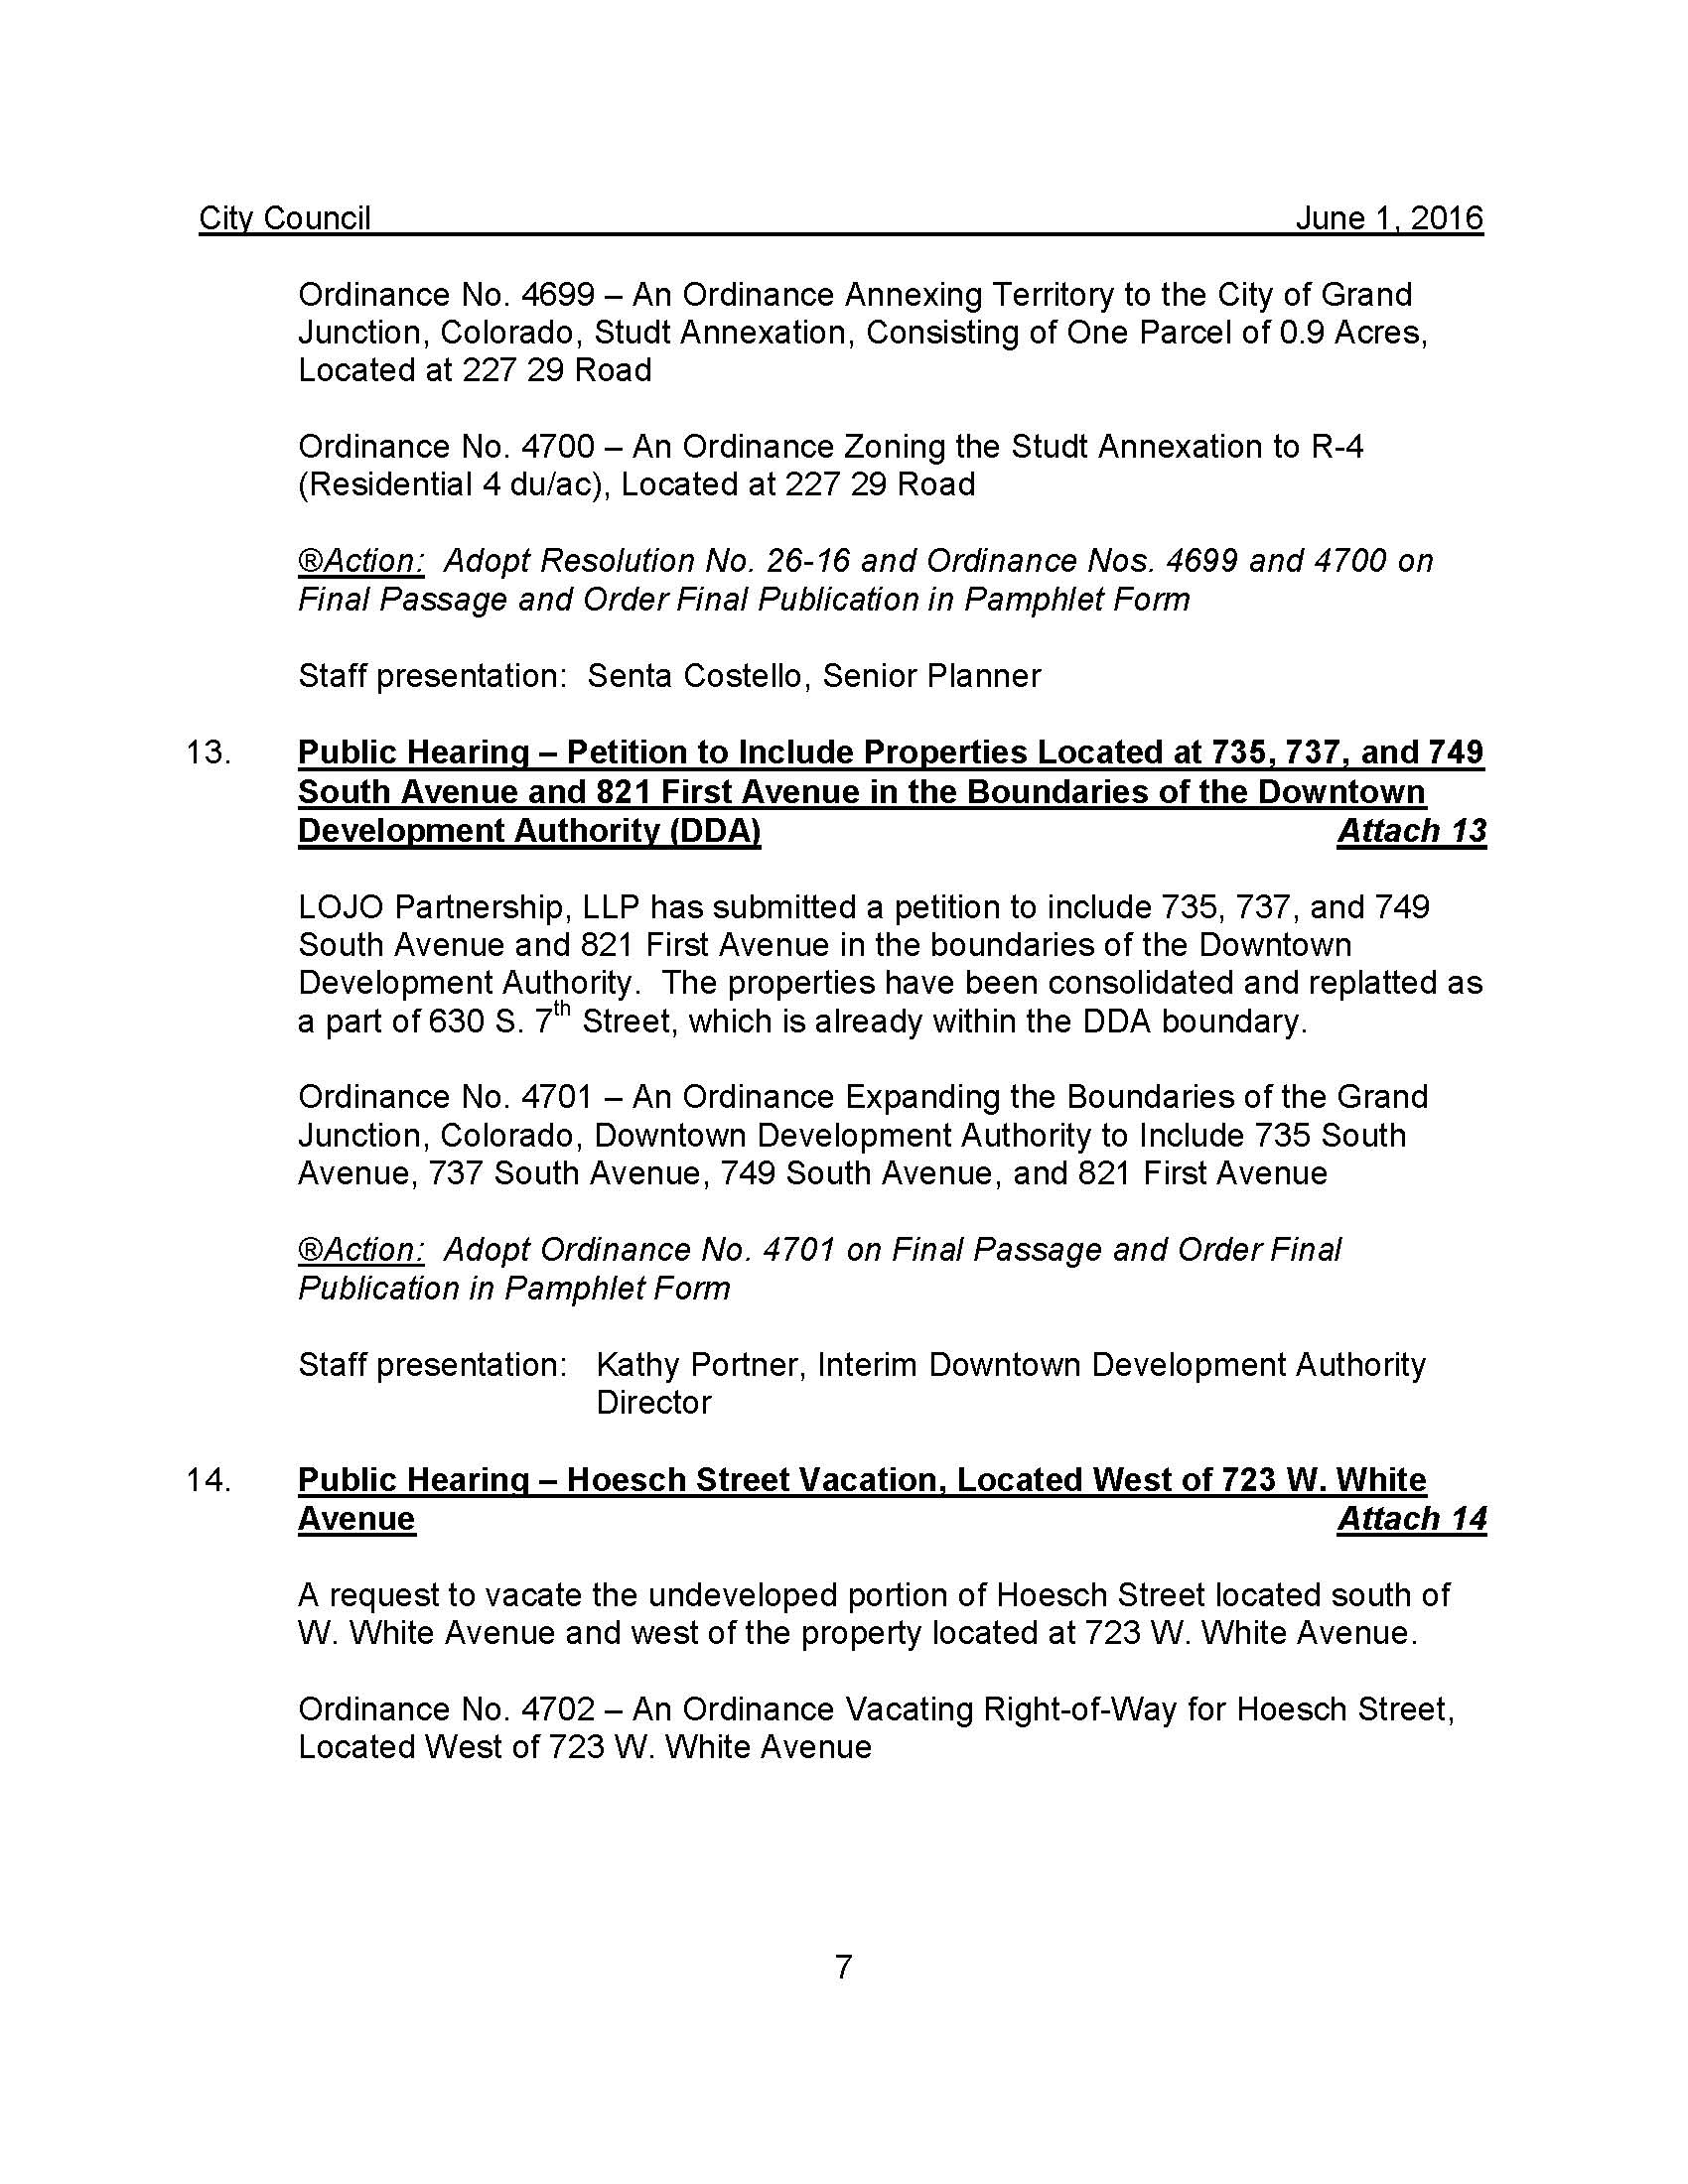 City Council June 1, 2016
Ordinance No. 4699 – An Ordinance Annexing Territory to the City of Grand
Junction, Colorado, Studt Annexation, Consisting of One Parcel of 0.9 Acres,
Located at 227 29 Road
Ordinance No. 4700 – An Ordinance Zoning the Studt Annexation to R-4
(Residential 4 du/ac), Located at 227 29 Road
®Action: Adopt Resolution No. 26-16 and Ordinance Nos. 4699 and 4700 on
Final Passage and Order Final Publication in Pamphlet Form
Staff presentation: Senta Costello, Senior Planner
13. Public Hearing – Petition to Include Properties Located at 735, 737, and 749
South Avenue and 821 First Avenue in the Boundaries of the Downtown
Development Authority (DDA) Attach 13
LOJO Partnership, LLP has submitted a petition to include 735, 737, and 749
South Avenue and 821 First Avenue in the boundaries of the Downtown
Development Authority. The properties have been consolidated and replatted as
a part of 630 S. 7th Street, which is already within the DDA boundary.
Ordinance No. 4701 – An Ordinance Expanding the Boundaries of the Grand
Junction, Colorado, Downtown Development Authority to Include 735 South
Avenue, 737 South Avenue, 749 South Avenue, and 821 First Avenue
®Action: Adopt Ordinance No. 4701 on Final Passage and Order Final
Publication in Pamphlet Form
Staff presentation: Kathy Portner, Interim Downtown Development Authority
Director
14. Public Hearing – Hoesch Street Vacation, Located West of 723 W. White
Avenue Attach 14
A request to vacate the undeveloped portion of Hoesch Street located south of
W. White Avenue and west of the property located at 723 W. White Avenue.
Ordinance No. 4702 – An Ordinance Vacating Right-of-Way for Hoesch Street,
Located West of 723 W. White Avenue
7